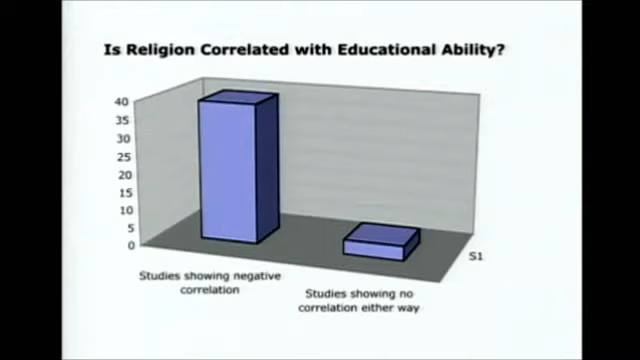 Is Religion Correlated with Educational Ability?
40
35
30
25
20
15
10
5
0
S1
Studies showing negative
correlation
Studies showing no
correlation either way